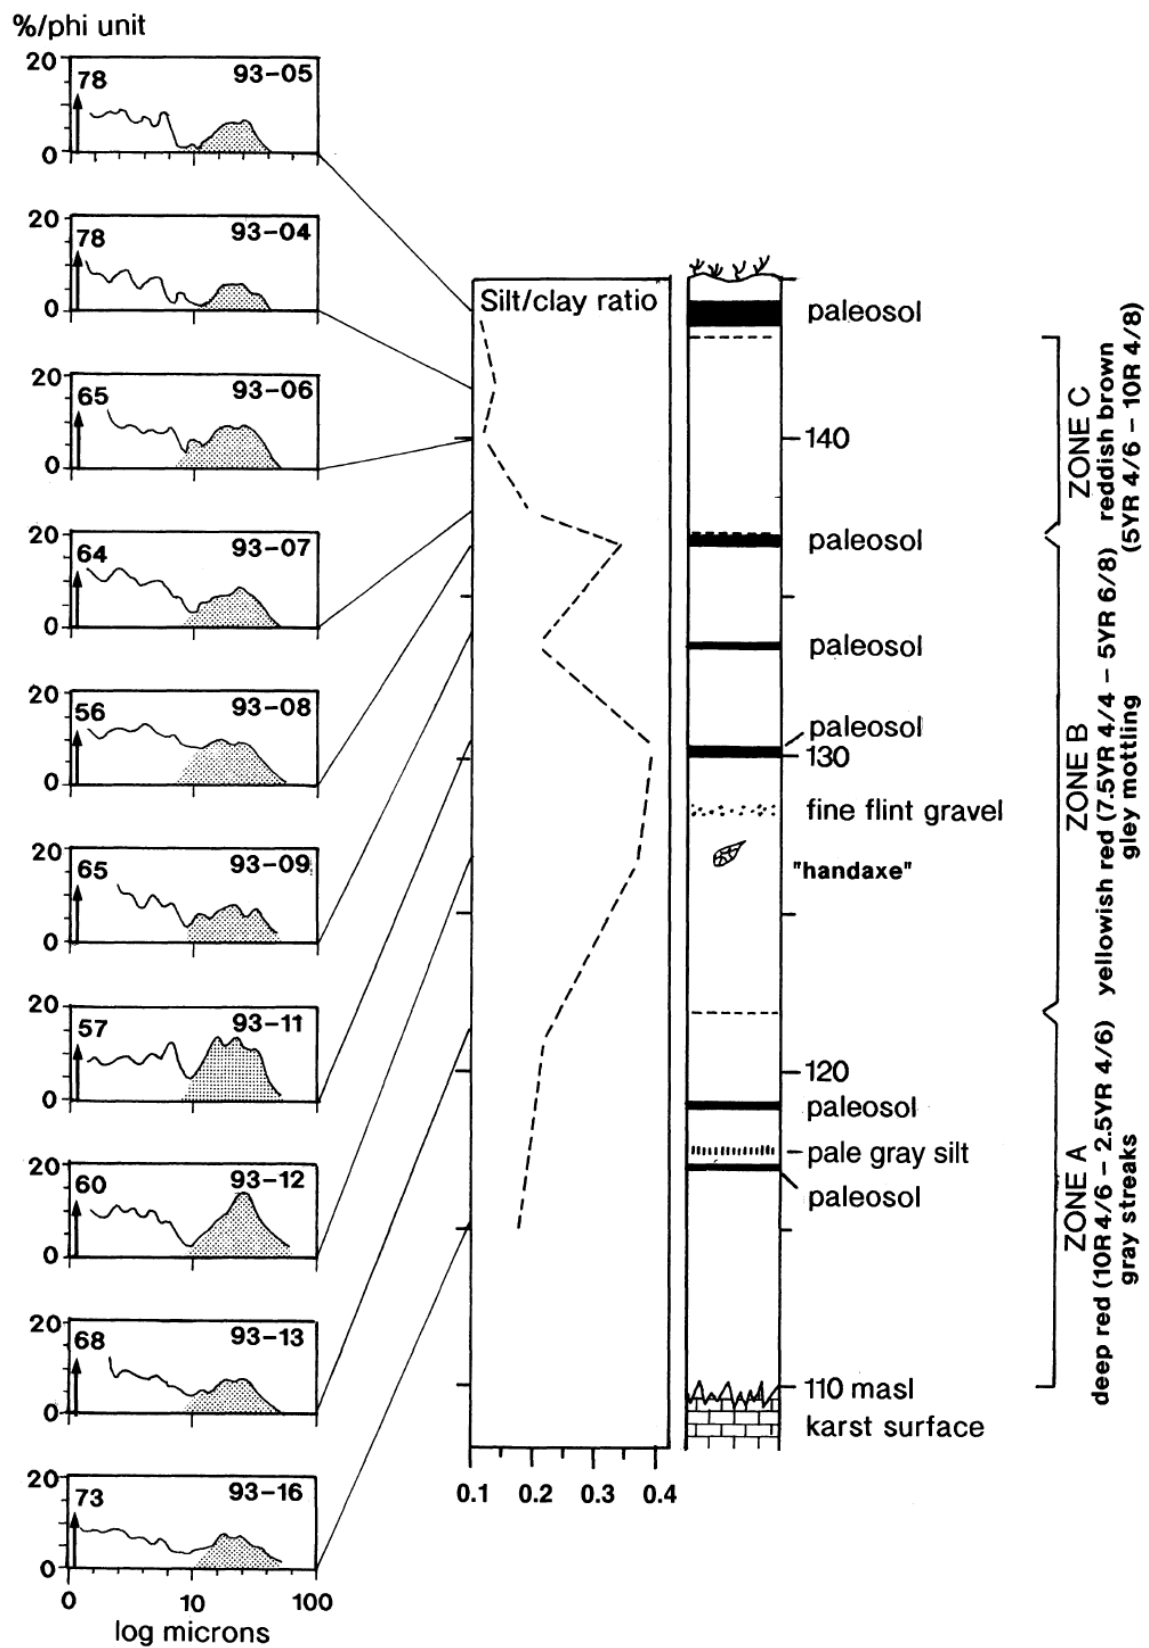 %/phi unit
20
78
93-05
0
20
78
93-04
0
20
65
93-06
0
20
64
93-07
0
20
56
93-08
0
20
65
93-09
0
20
57
93-11
0
20
60
93-12
0
20
68
93-13
0
20
73
93-16
0
0 10 100
log microns
Silt/clay ratio
0.1 0.2 0.3 0.4
paleosol
140
paleosol
paleosol
paleosol
130
fine flint gravel
"handaxe"
120
paleosol
pale gray silt
paleosol
110 masl
karst surface
ZONE C
reddish brown
(5YR 4/6 - 10R 4/8)
ZONE B
yellowish red (7.5YR 4/4 - 5YR 6/8)
gley mottling
ZONE A
deep red (10R 4/6 - 2.5YR 4/6)
gray streaks